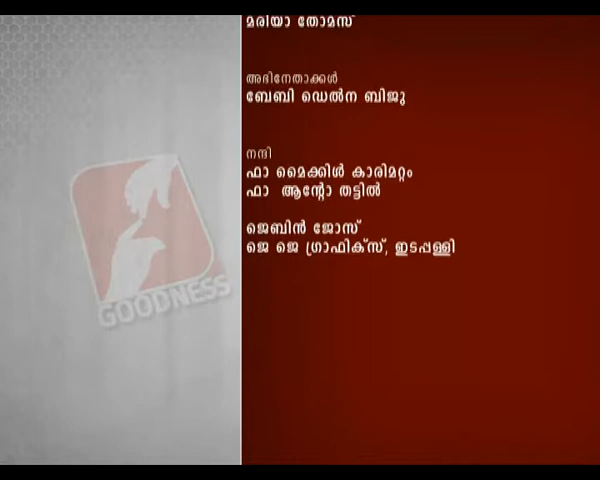 മരിയാ തോമസ്
അഭിനേതാക്കൾ
ബേബി ഡെൽന ബിജു
നന്ദി
ഫാ മൈക്കിൾ കാരിമറ്റം
ഫാ ആന്റോ തട്ടിൽ
ജെബിൻ ജോസ്
ജെ ജെ ഗ്രാഫിക്സ്, ഇടപ്പള്ളി
GOODNESS